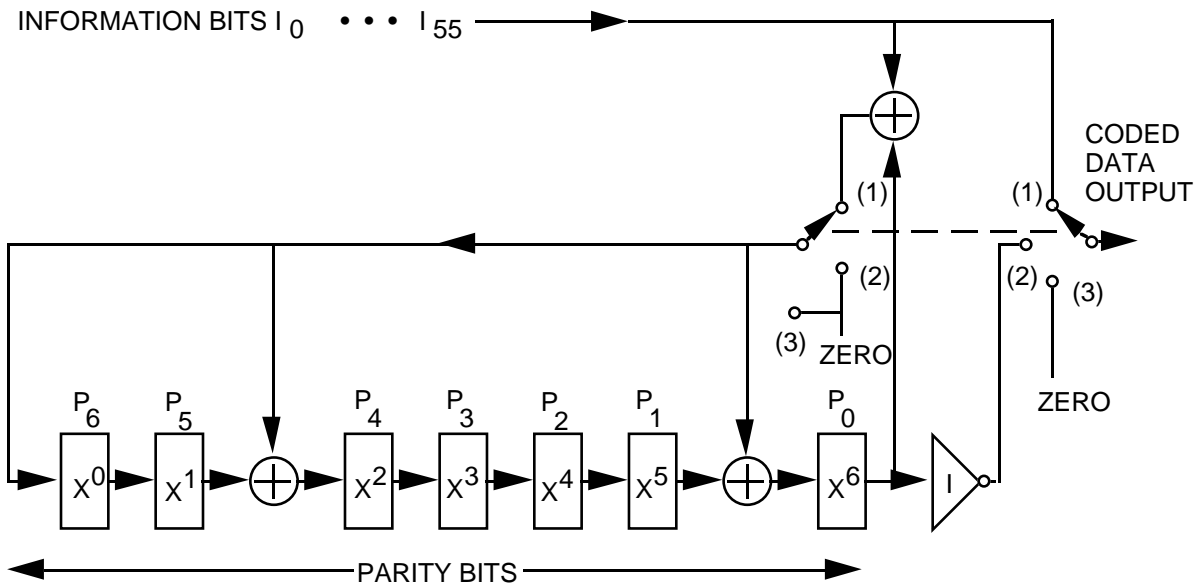 INFORMATION BITS I0 • • • I55
CODED
DATA
OUTPUT
(1)
(1)
(2)
(2)
(3)
(3)
ZERO
ZERO
P6 P5 P4 P3 P2 P1 P0
X0 X1 X2 X3 X4 X5 X6 I
PARITY BITS